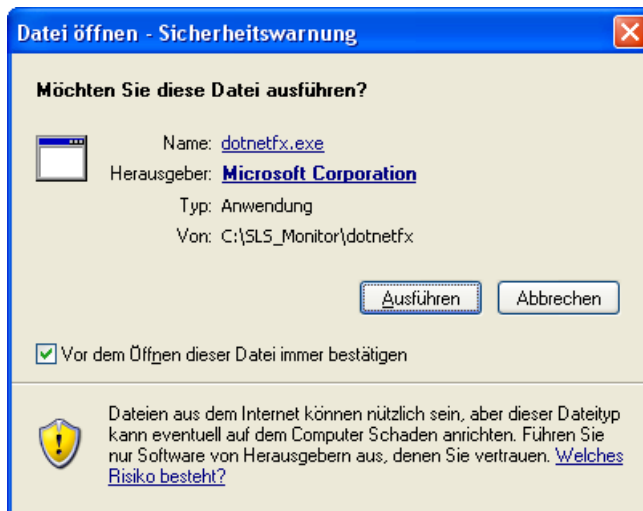 Datei öffnen - Sicherheitswarnung
Möchten Sie diese Datei ausführen?
Name: dotnetfx.exe
Herausgeber: Microsoft Corporation
Typ: Anwendung
Von: C:\SLS_Monitor\dotnetfx
Ausführen Abbrechen
Vor dem Öffnen dieser Datei immer bestätigen
Dateien aus dem Internet können nützlich sein, aber dieser Dateityp
kann eventuell auf dem Computer Schaden anrichten. Führen Sie
nur Software von Herausgebern aus, denen Sie vertrauen. Welches
Risiko besteht?